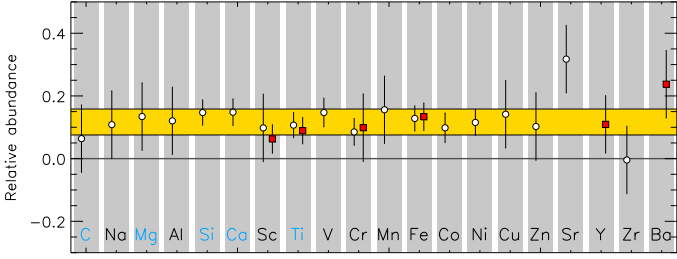 Relative abundance
0.4
0.2
0.0
−0.2
C Na Mg Al Si Ca Sc Ti V Cr Mn Fe Co Ni Cu Zn Sr Y Zr Ba